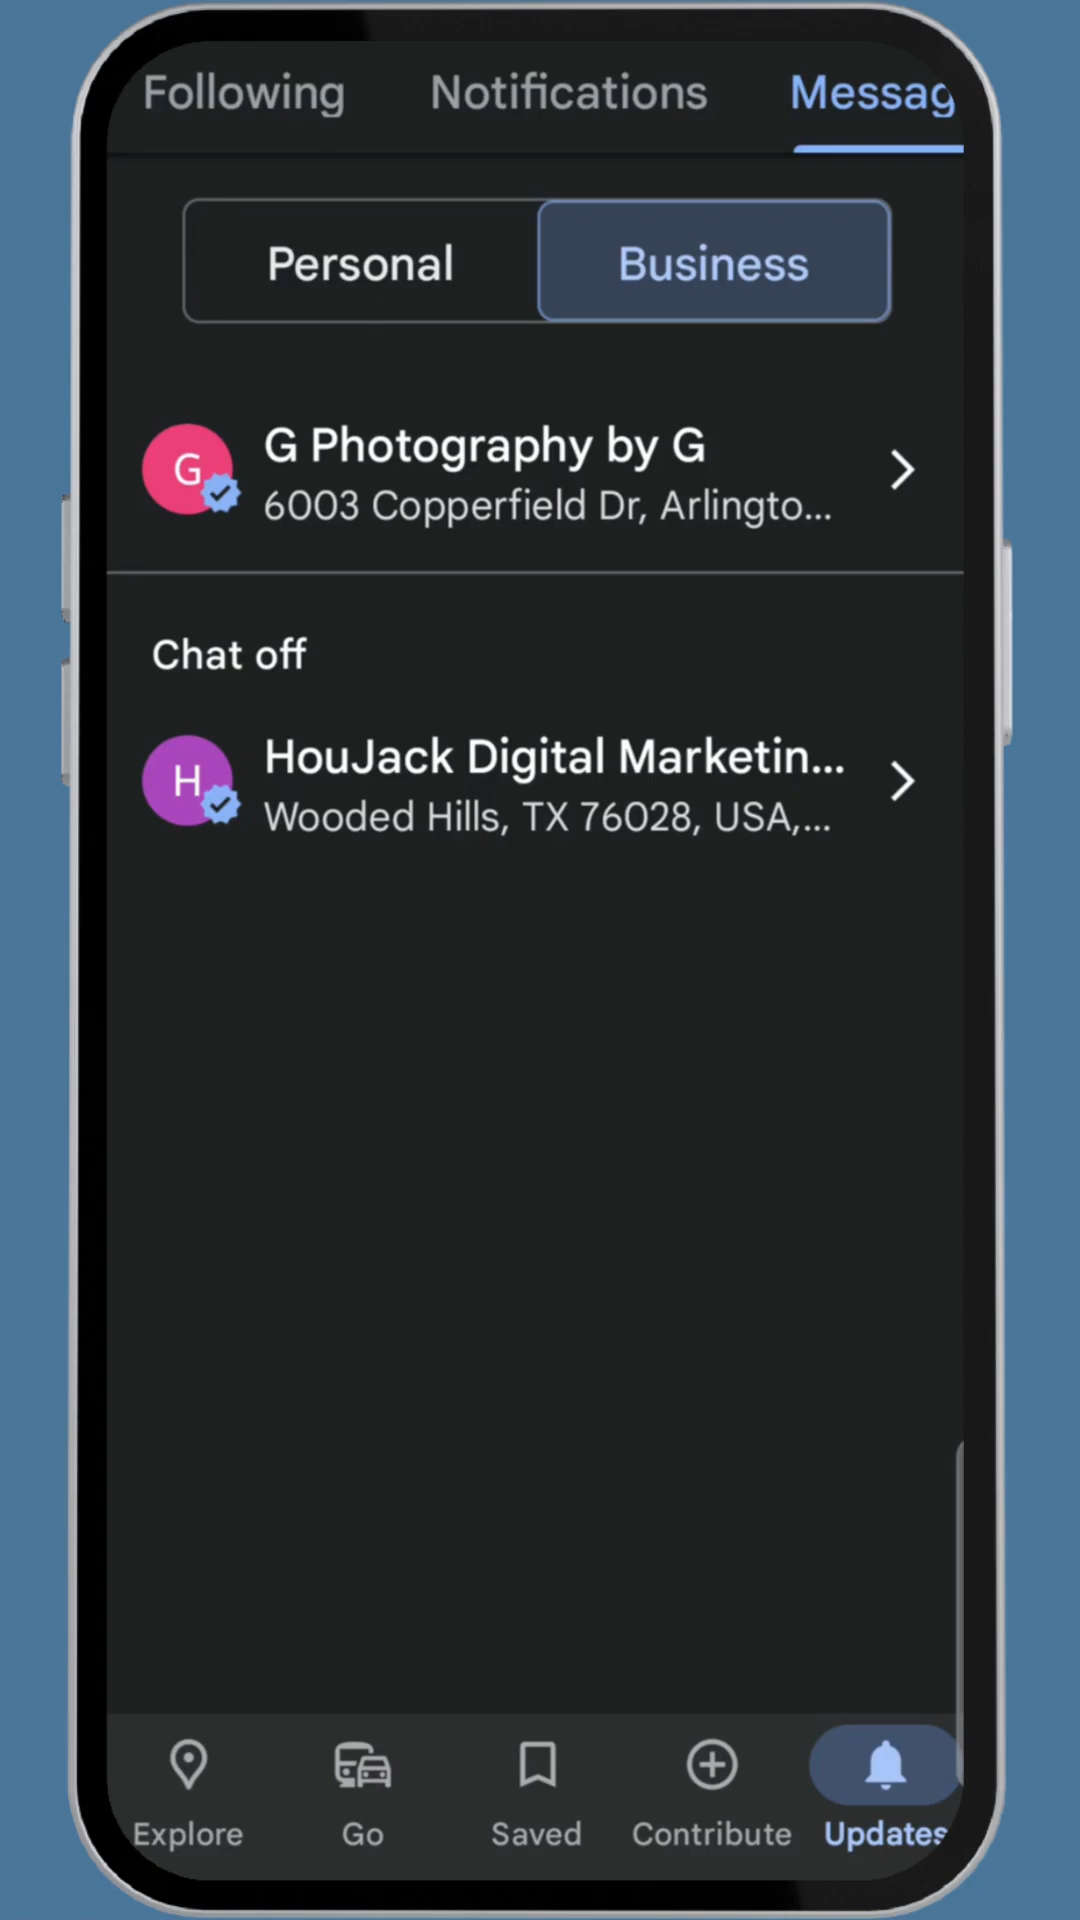 Following Notifications Messag
Personal Business
G
G Photography by G
6003 Copperfield Dr, Arlingto...
Chat off
H
HouJack Digital Marketin...
Wooded Hills, TX 76028, USA,...
Explore Go Saved Contribute Updates